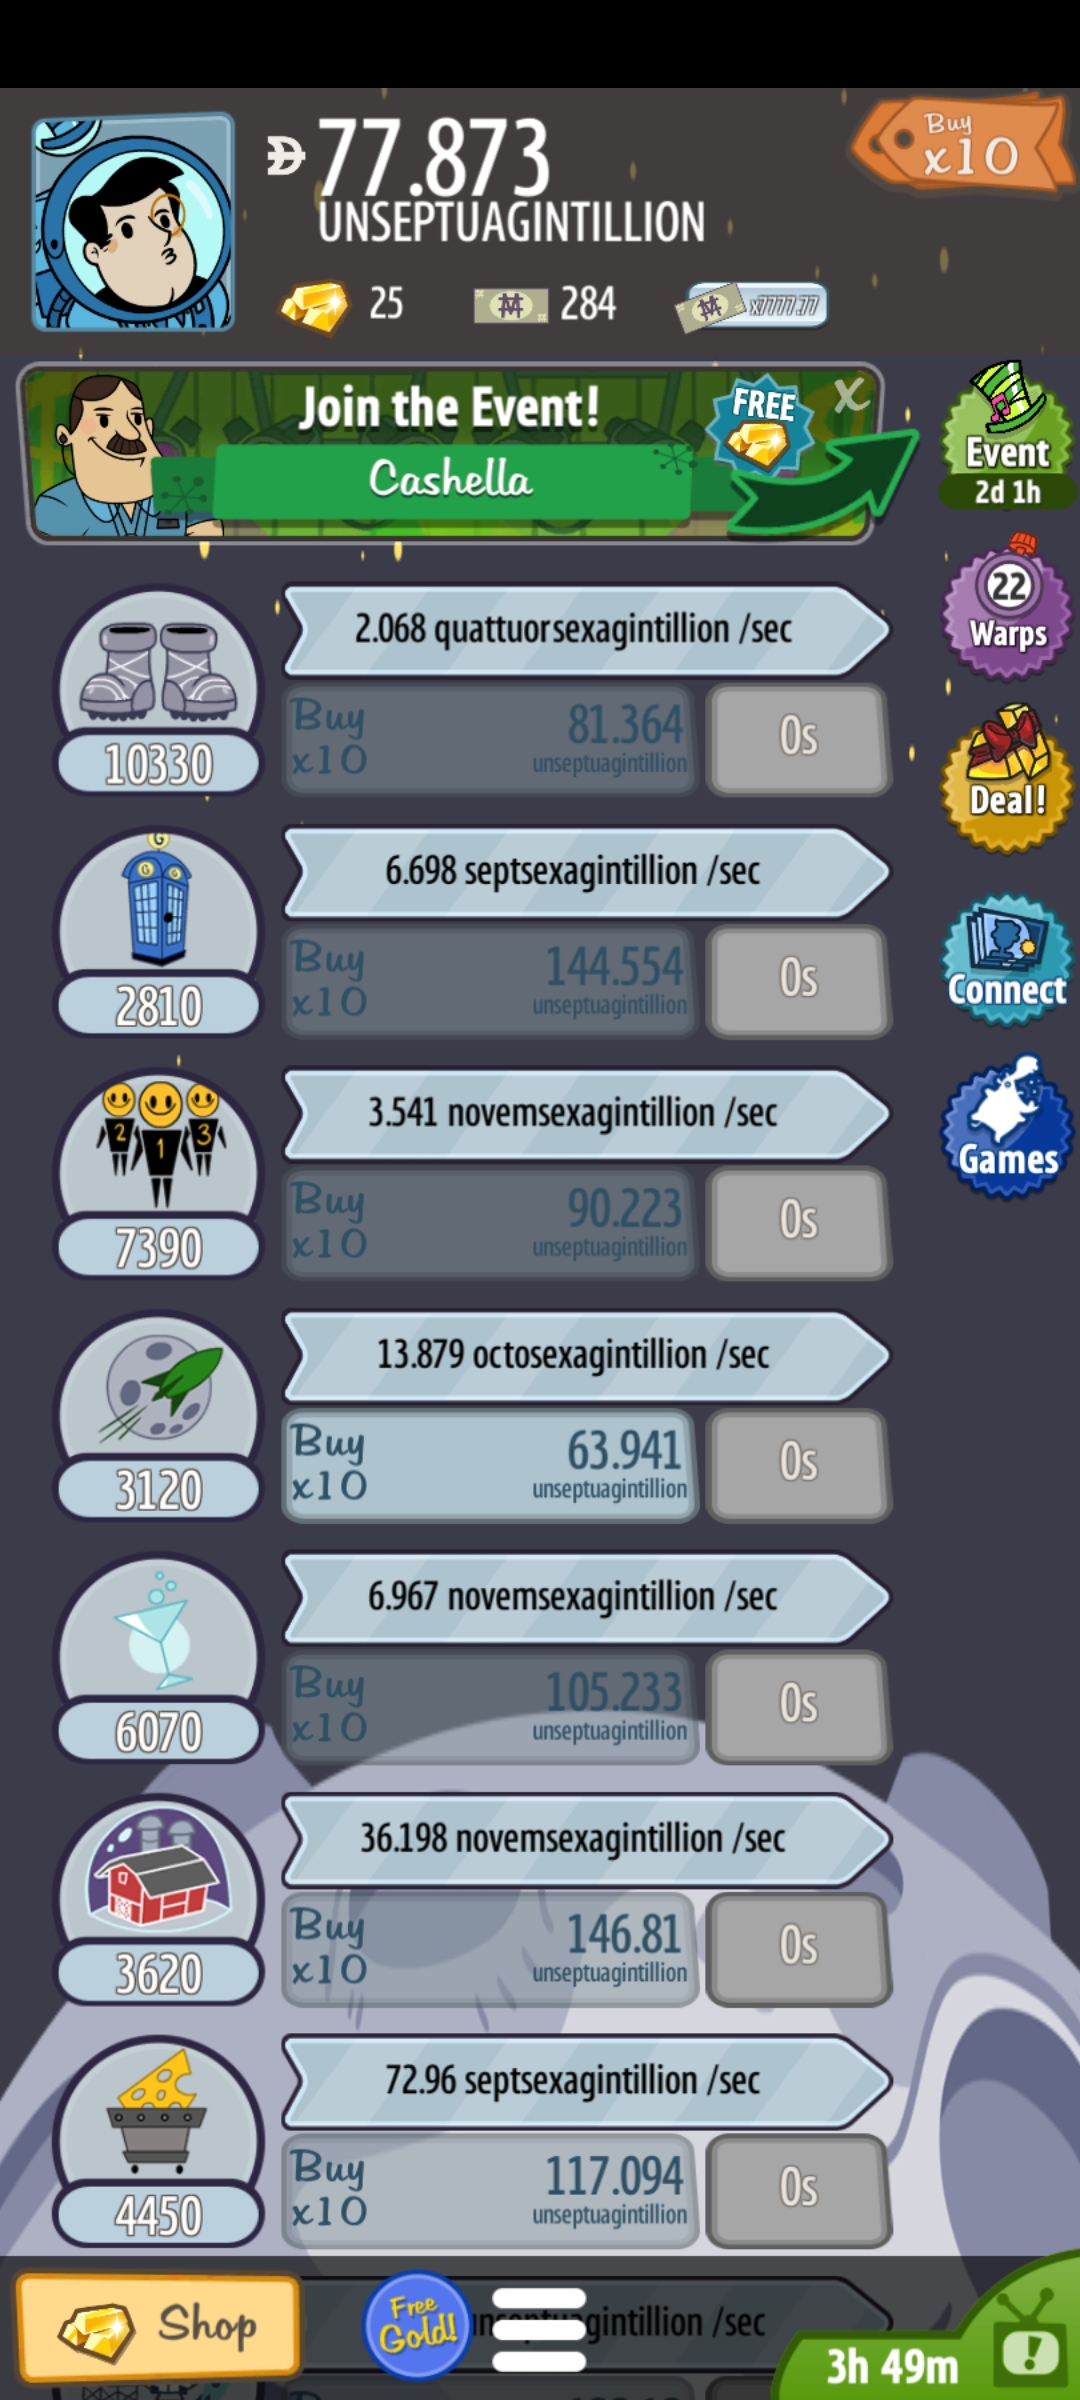 77.873
UNSEPTUAGINTILLION
Buy
x10
25
284
x7777.77
Join the Event!
Cashella
FREE
X
Event
2d 1h
22
Warps
Deal!
Connect
Games
2.068 quattuorsexagintillion /sec
Buy
x10
81.364
unseptuagintillion
0s
10330
G
G G
6.698 septsexagintillion /sec
Buy
x10
144.554
unseptuagintillion
0s
2810
2 1 3
3.541 novemsexagintillion /sec
Buy
x10
90.223
unseptuagintillion
0s
7390
13.879 octosexagintillion /sec
Buy
x10
63.941
unseptuagintillion
0s
3120
6.967 novemsexagintillion /sec
Buy
x10
105.233
unseptuagintillion
0s
6070
36.198 novemsexagintillion /sec
Buy
x10
146.81
unseptuagintillion
0s
3620
72.96 septsexagintillion /sec
Buy
x10
117.094
unseptuagintillion
0s
4450
Shop
Free
Gold!
/sec
3h 49m
!